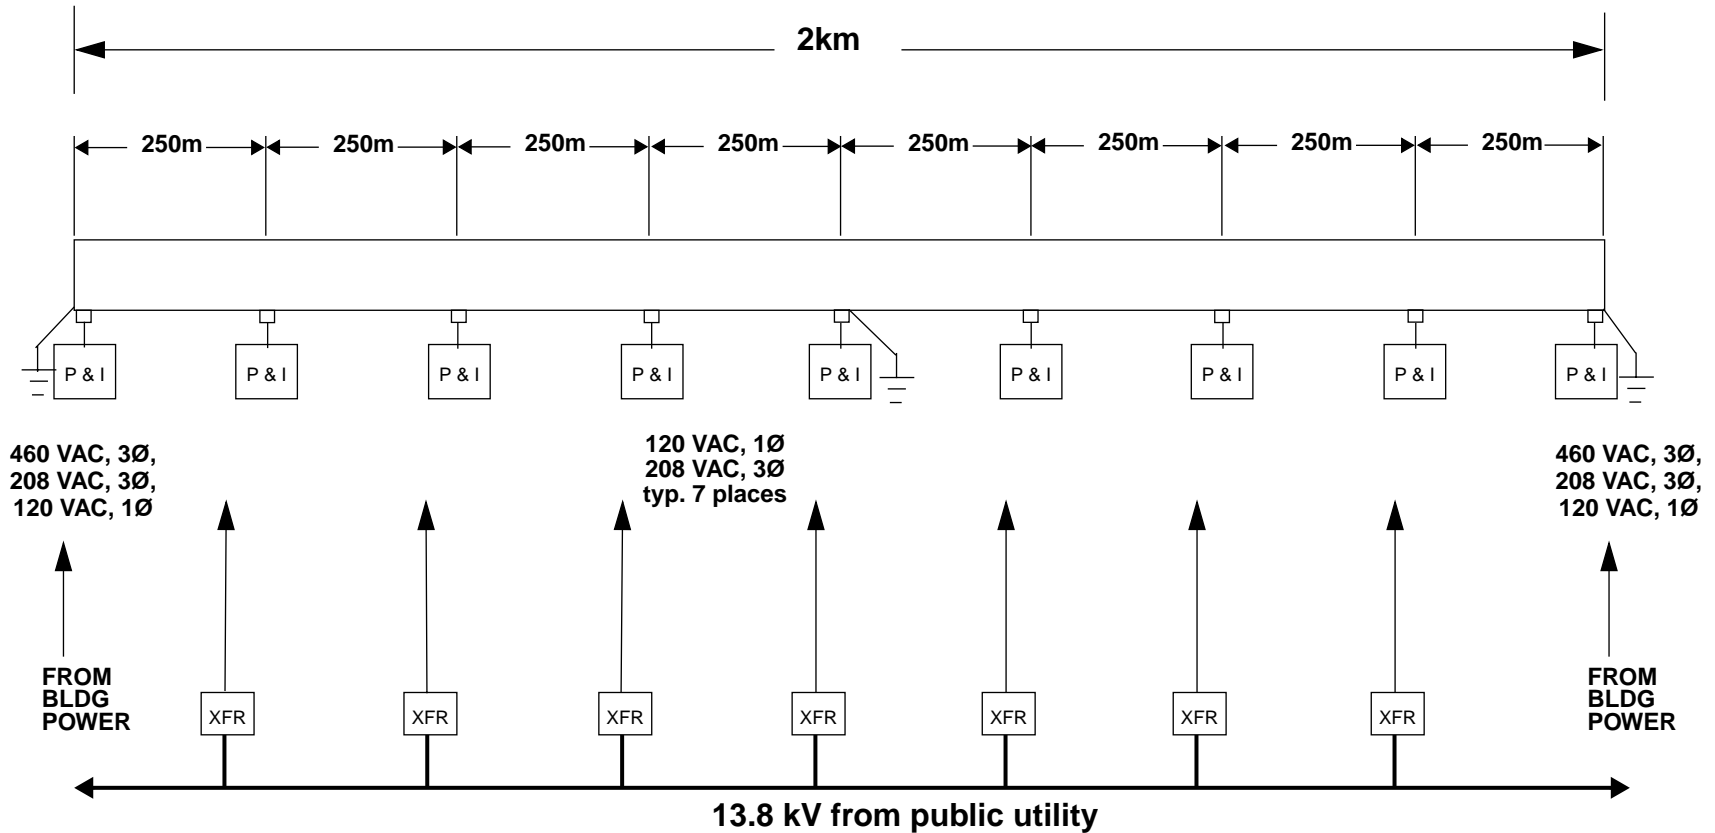 2km
250m 250m 250m 250m 250m 250m 250m 250m
P & I P & I P & I P & I P & I P & I P & I P & I P & I
460 VAC, 3Ø,
208 VAC, 3Ø,
120 VAC, 1Ø
120 VAC, 1Ø
208 VAC, 3Ø
typ. 7 places
460 VAC, 3Ø,
208 VAC, 3Ø,
120 VAC, 1Ø
FROM
BLDG
POWER
XFR XFR XFR XFR XFR XFR XFR
FROM
BLDG
POWER
13.8 kV from public utility